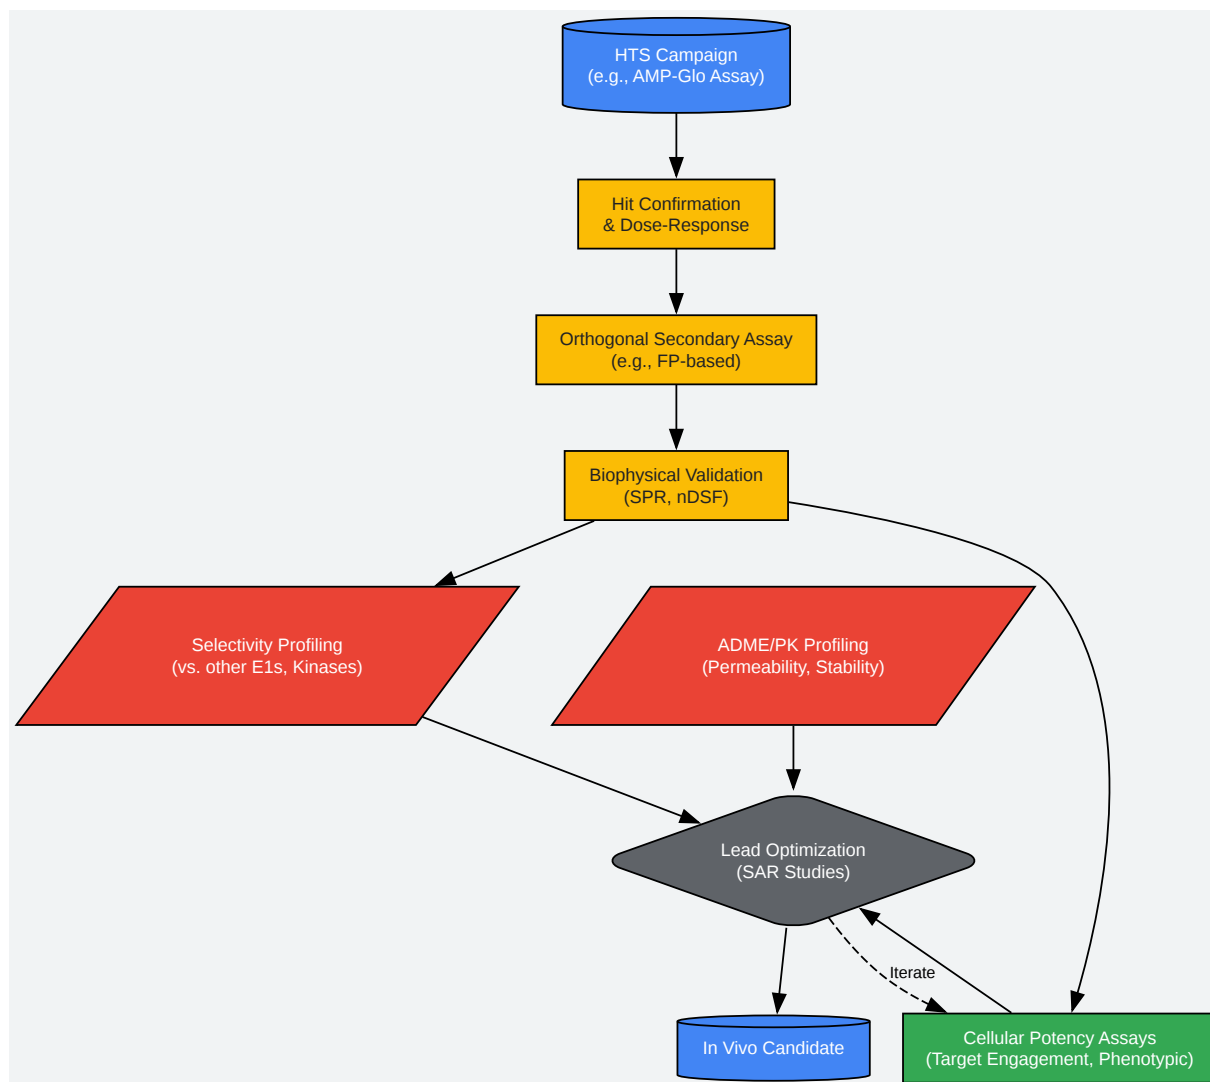 HTS Campaign
(e.g., AMP-Glo Assay)
Hit Confirmation
& Dose-Response
Orthogonal Secondary Assay
(e.g., FP-based)
Biophysical Validation
(SPR, nDSF)
Selectivity Profiling
(vs. other E1s, Kinases)
ADME/PK Profiling
(Permeability, Stability)
Lead Optimization
(SAR Studies)
Iterate
In Vivo Candidate
Cellular Potency Assays
(Target Engagement, Phenotypic)